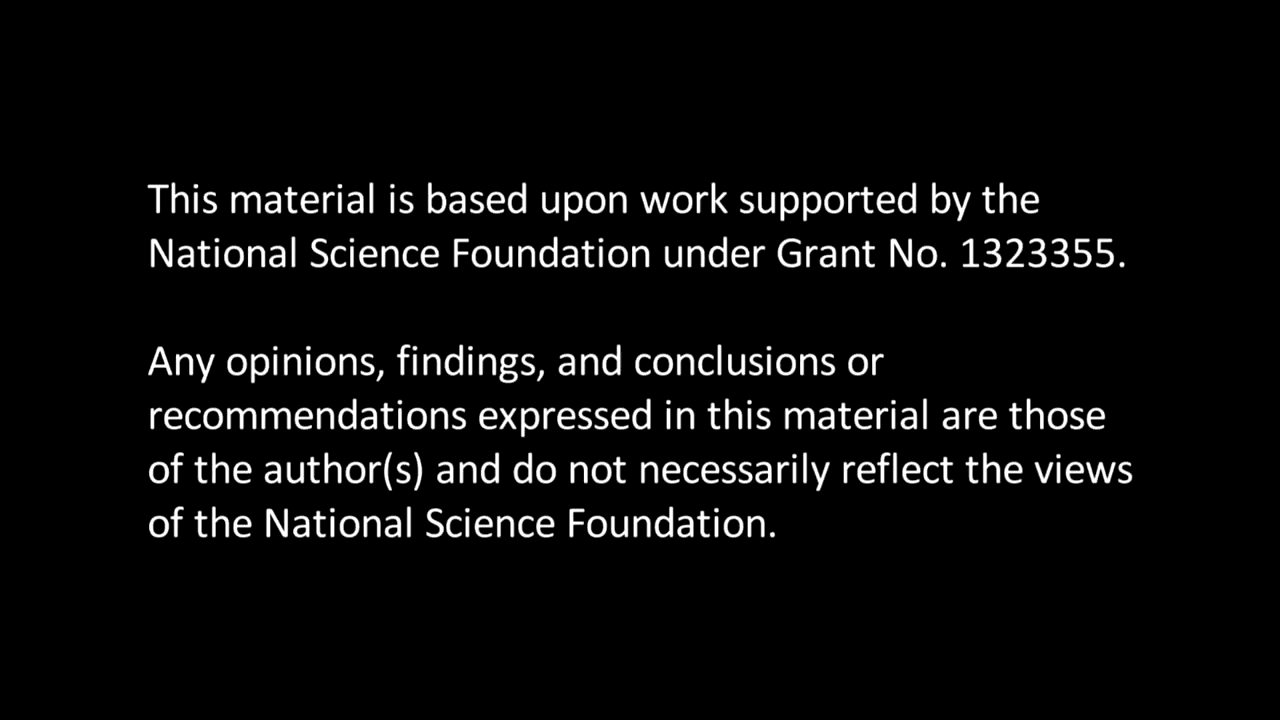 This material is based upon work supported by the
National Science Foundation under Grant No. 1323355.
Any opinions, findings, and conclusions or
recommendations expressed in this material are those
of the author(s) and do not necessarily reflect the views
of the National Science Foundation.